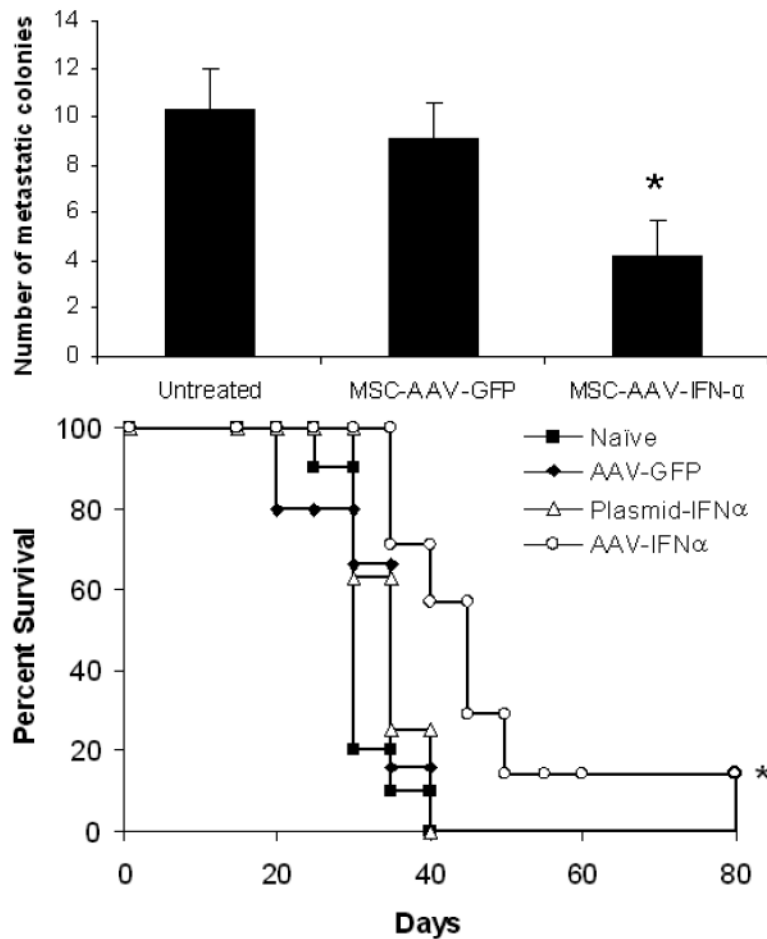 Number of metastatic colonies
14
12
10
8
6
4
2
0
*
Untreated
MSC-AAV-GFP
MSC-AAV-IFN-α
Percent Survival
100
80
60
40
20
0
Naïve
AAV-GFP
Plasmid-IFNα
AAV-IFNα
*
0 20 40 60 80
Days